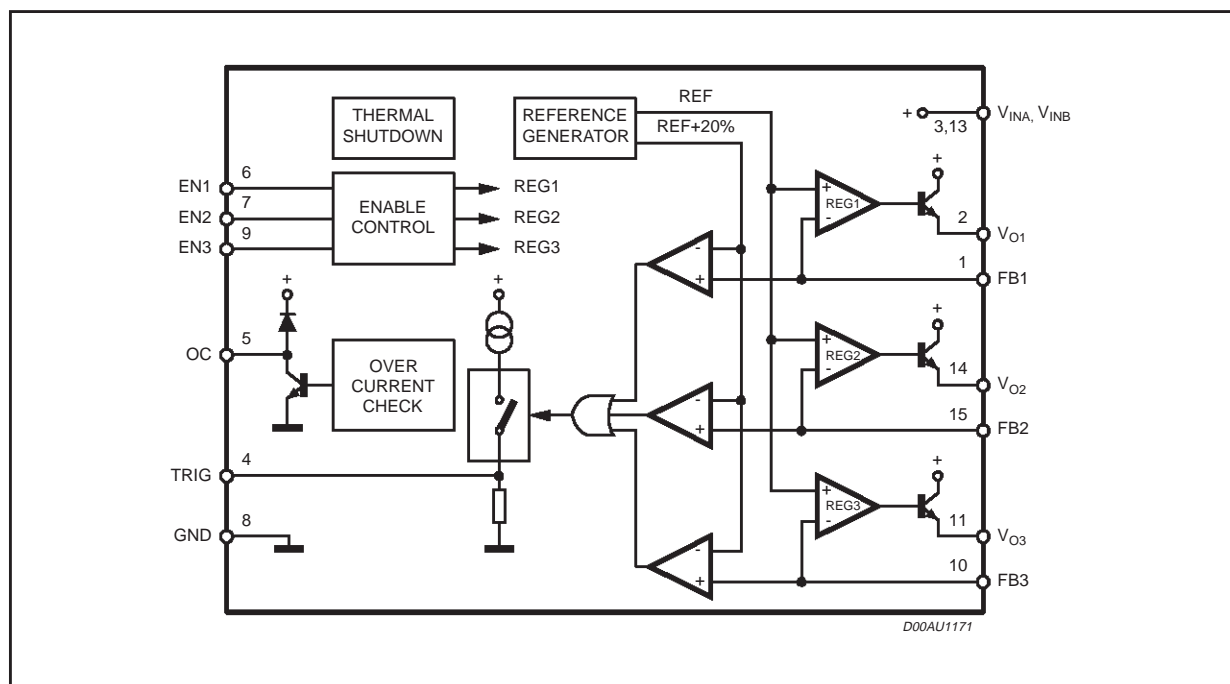 THERMAL
SHUTDOWN
REFERENCE
GENERATOR
REF
REF+20%
+
3,13
VINA, VINB
EN1
6
EN2
7
EN3
9
ENABLE
CONTROL
REG1
REG2
REG3
+
+
REG1
-
2
VO1
-
+
1
FB1
+
OC
5
OVER
CURRENT
CHECK
+
+
+
REG2
-
14
VO2
-
+
15
FB2
TRIG
4
+
+
REG3
-
11
VO3
GND
8
-
+
10
FB3
D00AU1171